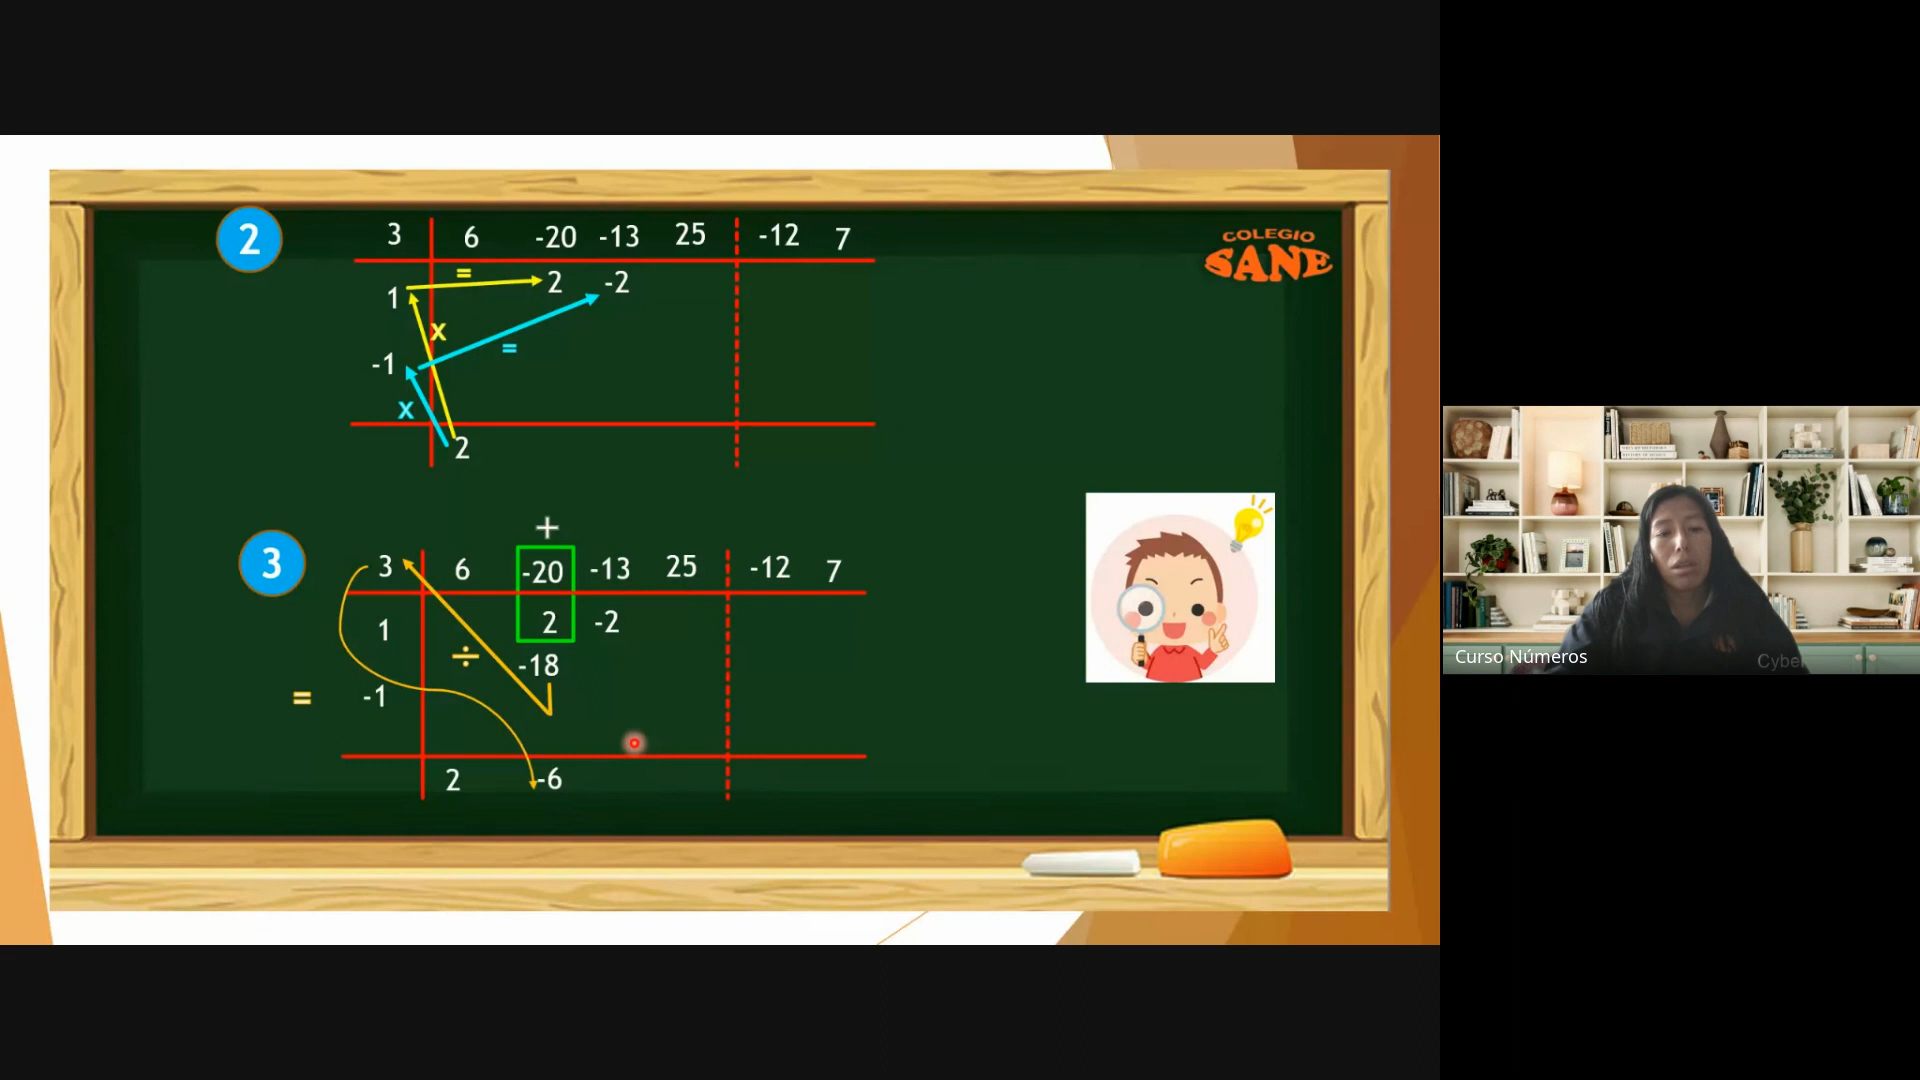 2
3 6 -20 -13 25 -12 7
=
1 2 -2
x
-1 =
x
2
COLEGIO
SANE
3
+
3 6 -20 -13 25 -12 7
1 2 -2
÷ -18
= -1
2 -6
Curso Números
Cybe